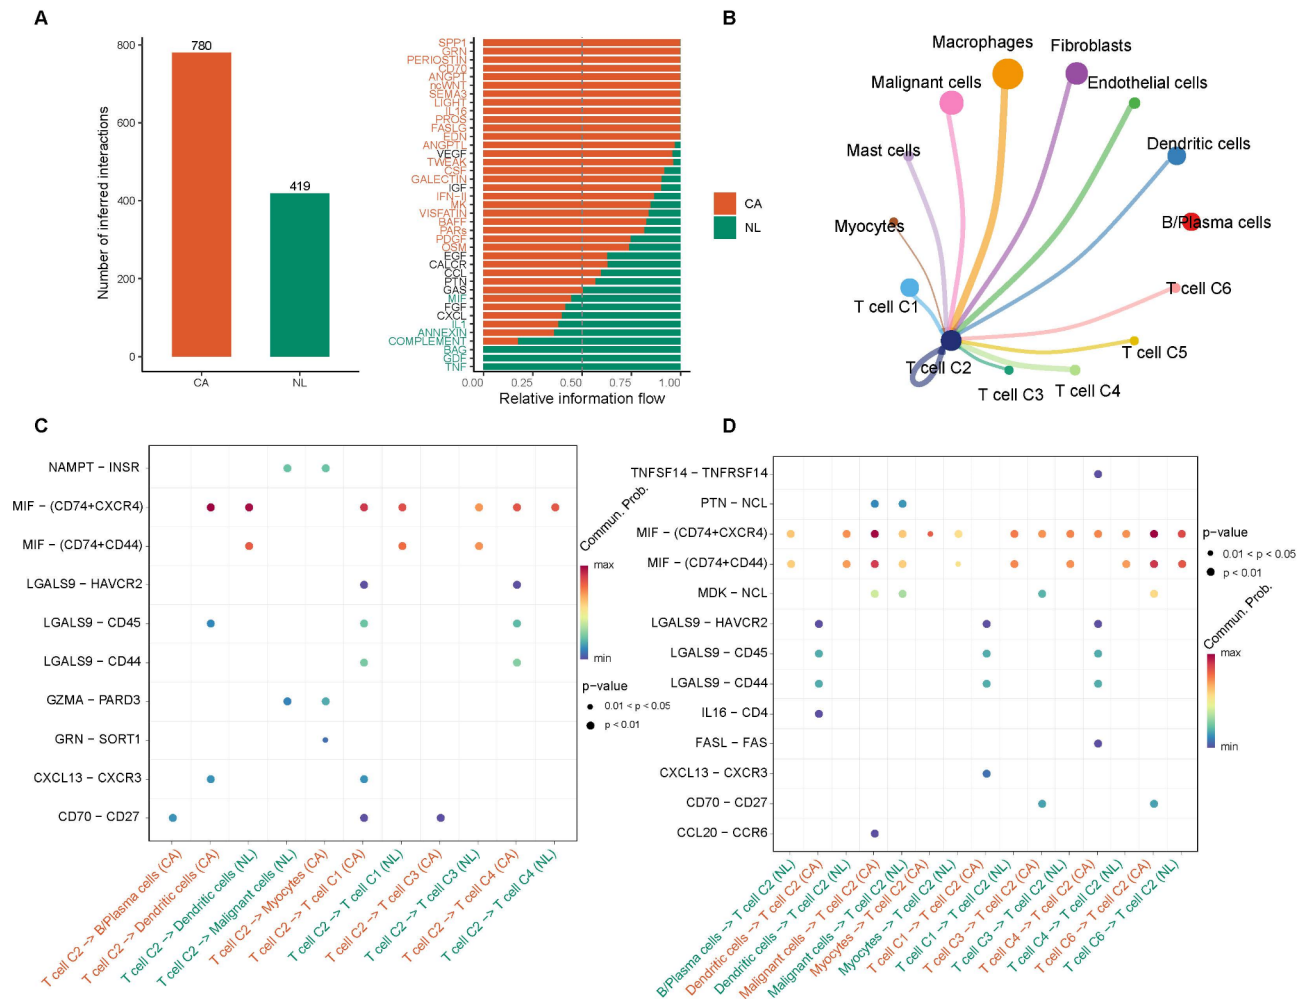 A
Number of inferred interactions
800
600
400
200
0
780
419
CA
NL
SPP1
GRN
PERIOSTIN
CD70
ANGPT
ncWNT
SEMA3
LIGHT
IL16
PROS
FASLG
EDN
ANGPTL
VEGF
TWEAK
CSF
GALECTIN
IGF
IFN−II
MK
VISFATIN
BAFF
PARs
PDGF
OSM
EGF
CALCR
CCL
PTN
GAS
MIF
FGF
CXCL
IL1
ANNEXIN
COMPLEMENT
BAG
GDF
TNF
0.00 0.25 0.50 0.75 1.00
Relative information flow
CA
NL
B
Macrophages
Fibroblasts
Malignant cells
Endothelial cells
Mast cells
Dendritic cells
Myocytes
B/Plasma cells
T cell C1
T cell C6
T cell C2
T cell C5
T cell C3
T cell C4
C
NAMPT − INSR
MIF − (CD74+CXCR4)
MIF − (CD74+CD44)
LGALS9 − HAVCR2
LGALS9 − CD45
LGALS9 − CD44
GZMA − PARD3
GRN − SORT1
CXCL13 − CXCR3
CD70 − CD27
T cell C2 −> B/Plasma cells (CA)
T cell C2 −> Dendritic cells (CA)
T cell C2 −> Dendritic cells (NL)
T cell C2 −> Malignant cells (NL)
T cell C2 −> Myocytes (CA)
T cell C2 −> T cell C1 (CA)
T cell C2 −> T cell C1 (NL)
T cell C2 −> T cell C3 (CA)
T cell C2 −> T cell C3 (NL)
T cell C2 −> T cell C4 (CA)
T cell C2 −> T cell C4 (NL)
Commun. Prob.
max
min
p−value
0.01 < p < 0.05
p < 0.01
D
TNFSF14 − TNFRSF14
PTN − NCL
MIF − (CD74+CXCR4)
MIF − (CD74+CD44)
MDK − NCL
LGALS9 − HAVCR2
LGALS9 − CD45
LGALS9 − CD44
IL16 − CD4
FASL − FAS
CXCL13 − CXCR3
CD70 − CD27
CCL20 − CCR6
B/Plasma cells −> T cell C2 (NL)
Dendritic cells −> T cell C2 (CA)
Dendritic cells −> T cell C2 (NL)
Malignant cells −> T cell C2 (CA)
Malignant cells −> T cell C2 (NL)
Myocytes −> T cell C2 (CA)
Myocytes −> T cell C2 (NL)
T cell C1 −> T cell C2 (CA)
T cell C1 −> T cell C2 (NL)
T cell C3 −> T cell C2 (CA)
T cell C3 −> T cell C2 (NL)
T cell C4 −> T cell C2 (CA)
T cell C4 −> T cell C2 (NL)
T cell C6 −> T cell C2 (CA)
T cell C6 −> T cell C2 (NL)
p−value
0.01 < p < 0.05
p < 0.01
Commun. Prob.
max
min